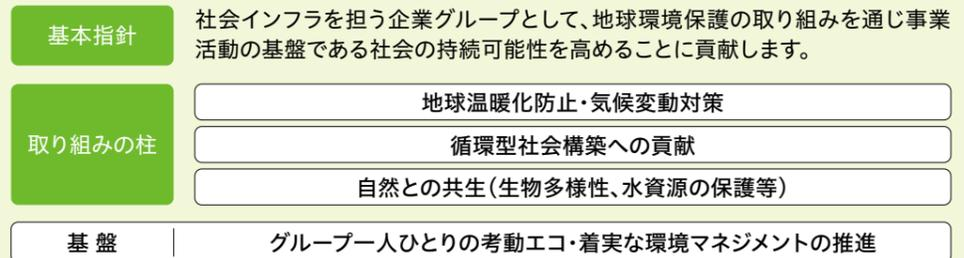 基本指針
社会インフラを担う企業グループとして、地球環境保護の取り組みを通じ事業
活動の基盤である社会の持続可能性を高めることに貢献します。
取り組みの柱
地球温暖化防止・気候変動対策
循環型社会構築への貢献
自然との共生（生物多様性、水資源の保護等）
基 盤
グループ一人ひとりの考動エコ・着実な環境マネジメントの推進